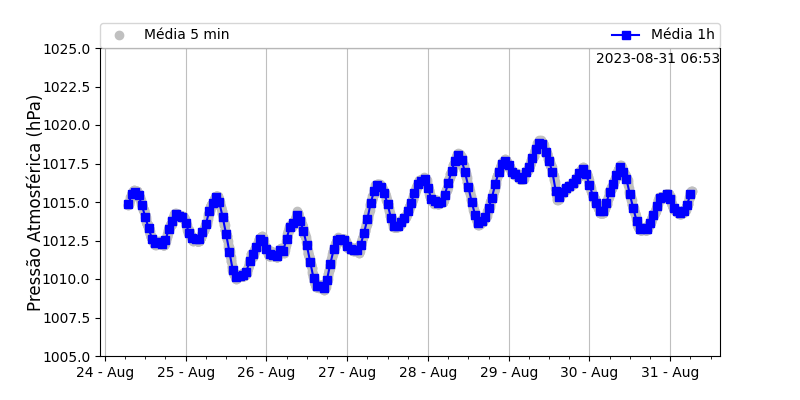 Média 5 min
Média 1h
2023-08-31 06:53
Pressão Atmosférica (hPa)
1025.0
1022.5
1020.0
1017.5
1015.0
1012.5
1010.0
1007.5
1005.0
24 - Aug
25 - Aug
26 - Aug
27 - Aug
28 - Aug
29 - Aug
30 - Aug
31 - Aug